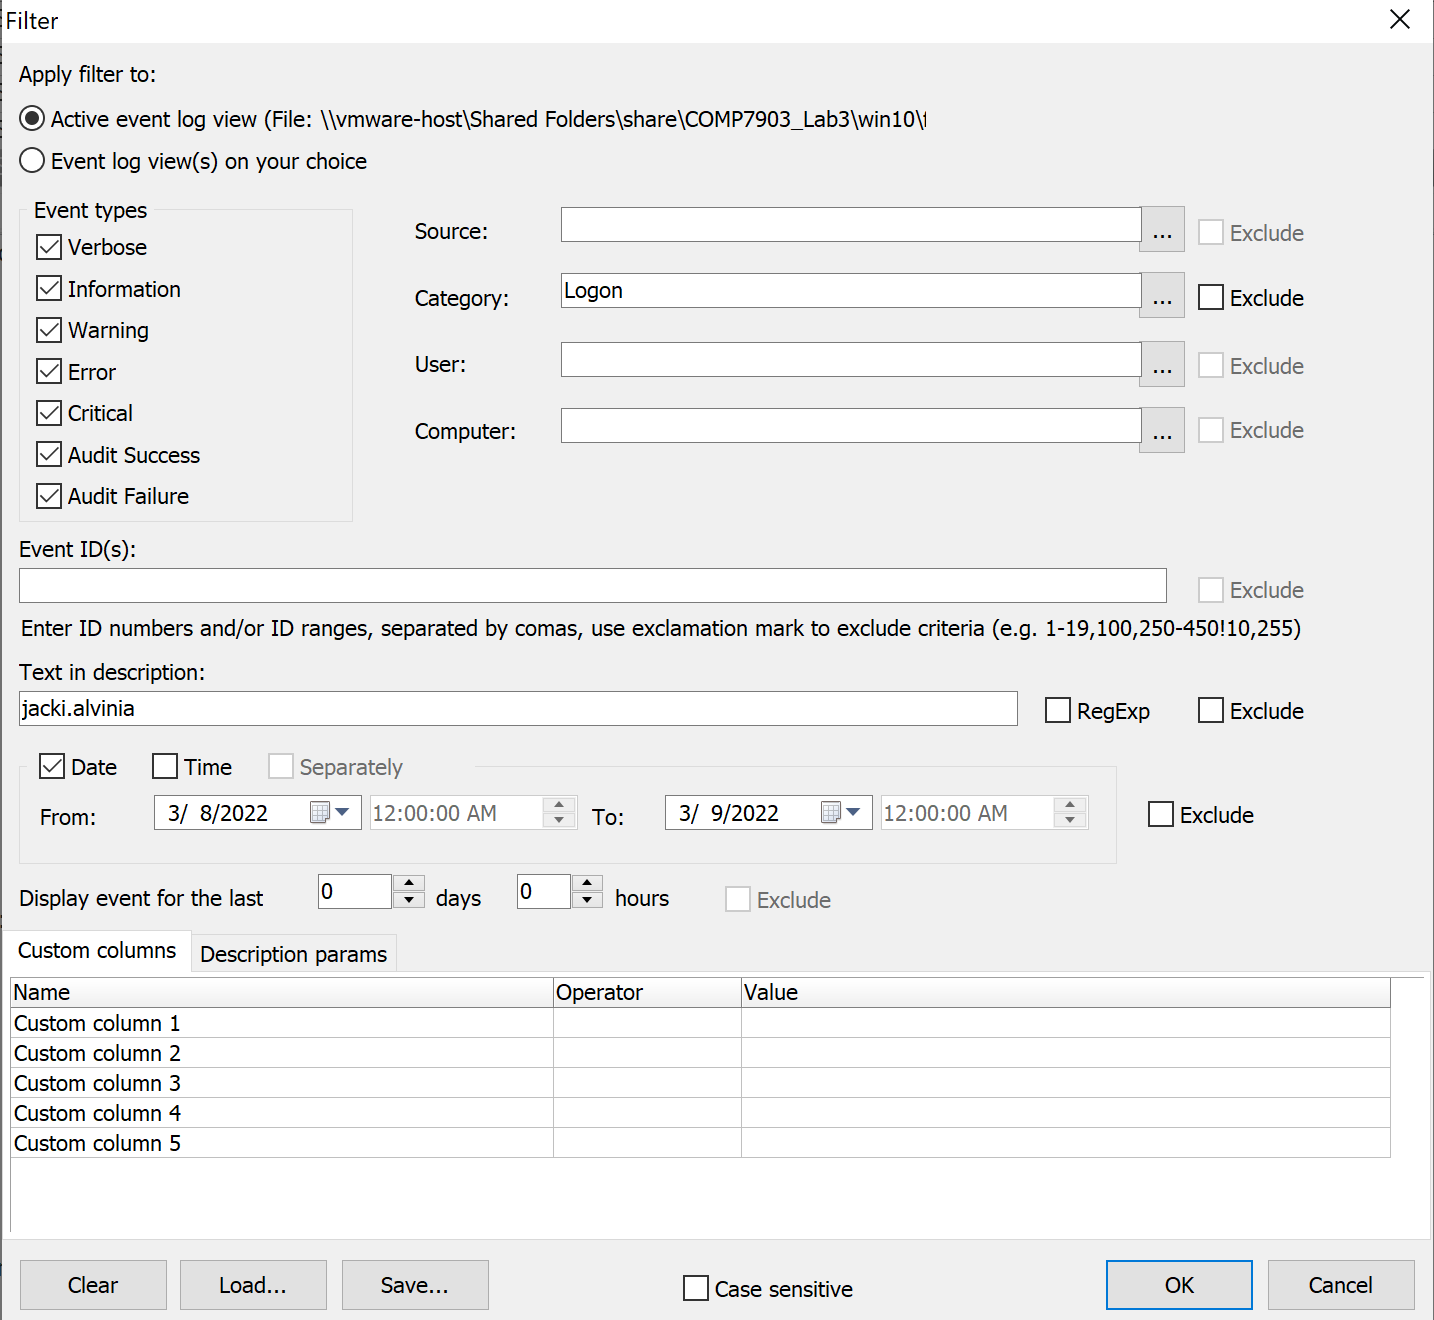 Filter
Apply filter to:
Active event log view (File: \\vmware-host\Shared Folders\share\COMP7903_Lab3\win10\f
Event log view(s) on your choice
Event types
Verbose
Information
Warning
Error
Critical
Audit Success
Audit Failure
Source: ... Exclude
Category: Logon ... Exclude
User: ... Exclude
Computer: ... Exclude
Event ID(s):
Exclude
Enter ID numbers and/or ID ranges, separated by comas, use exclamation mark to exclude criteria (e.g. 1-19,100,250-450!10,255)
Text in description:
jacki.alvinia RegExp Exclude
Date Time Separately
From: 3/ 8/2022 12:00:00 AM To: 3/ 9/2022 12:00:00 AM Exclude
Display event for the last 0 days 0 hours Exclude
Custom columns Description params
Name Operator Value
Custom column 1
Custom column 2
Custom column 3
Custom column 4
Custom column 5
Clear Load... Save... Case sensitive OK Cancel